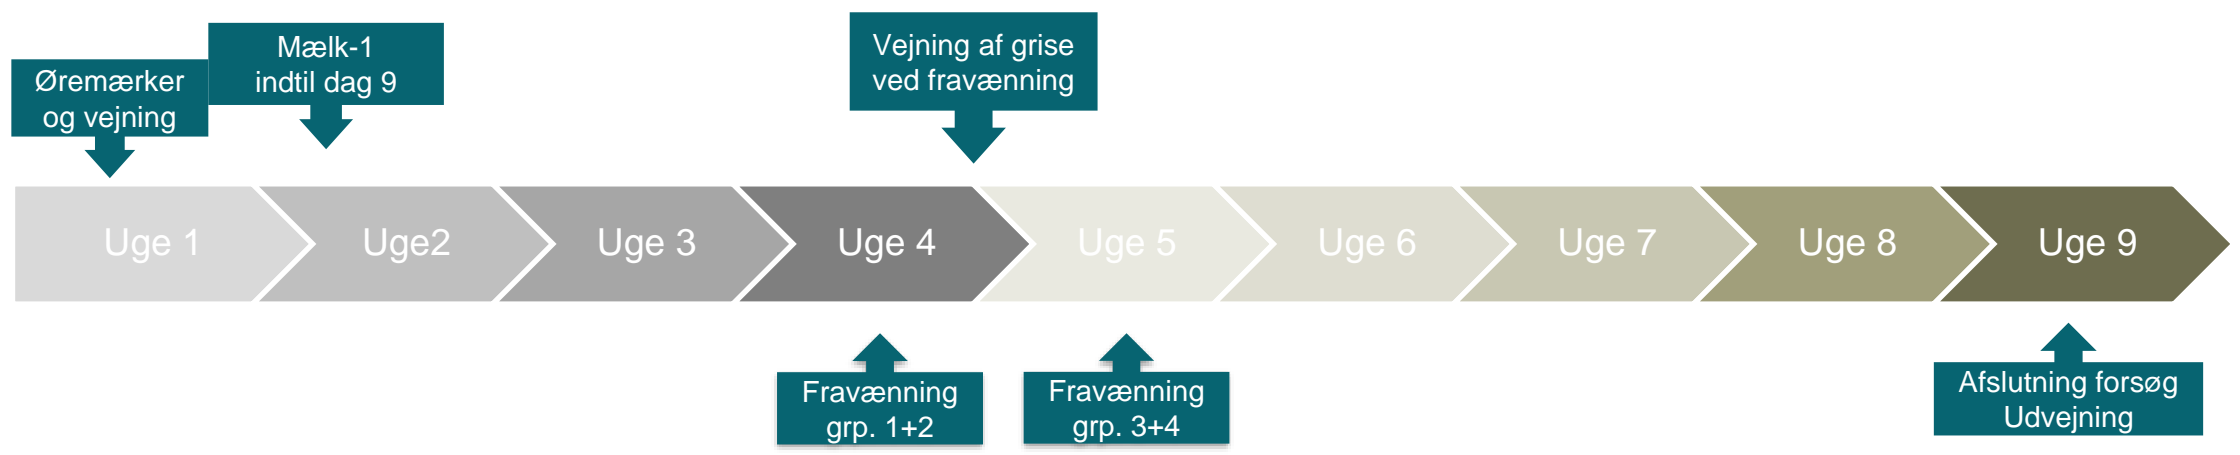 Øremærker
og vejning
Mælk-1
indtil dag 9
Vejning af grise
ved fravænning
Uge 1
Uge2
Uge 3
Uge 4
Uge 5
Uge 6
Uge 7
Uge 8
Uge 9
Fravænning
grp. 1+2
Fravænning
grp. 3+4
Afslutning forsøg
Udvejning